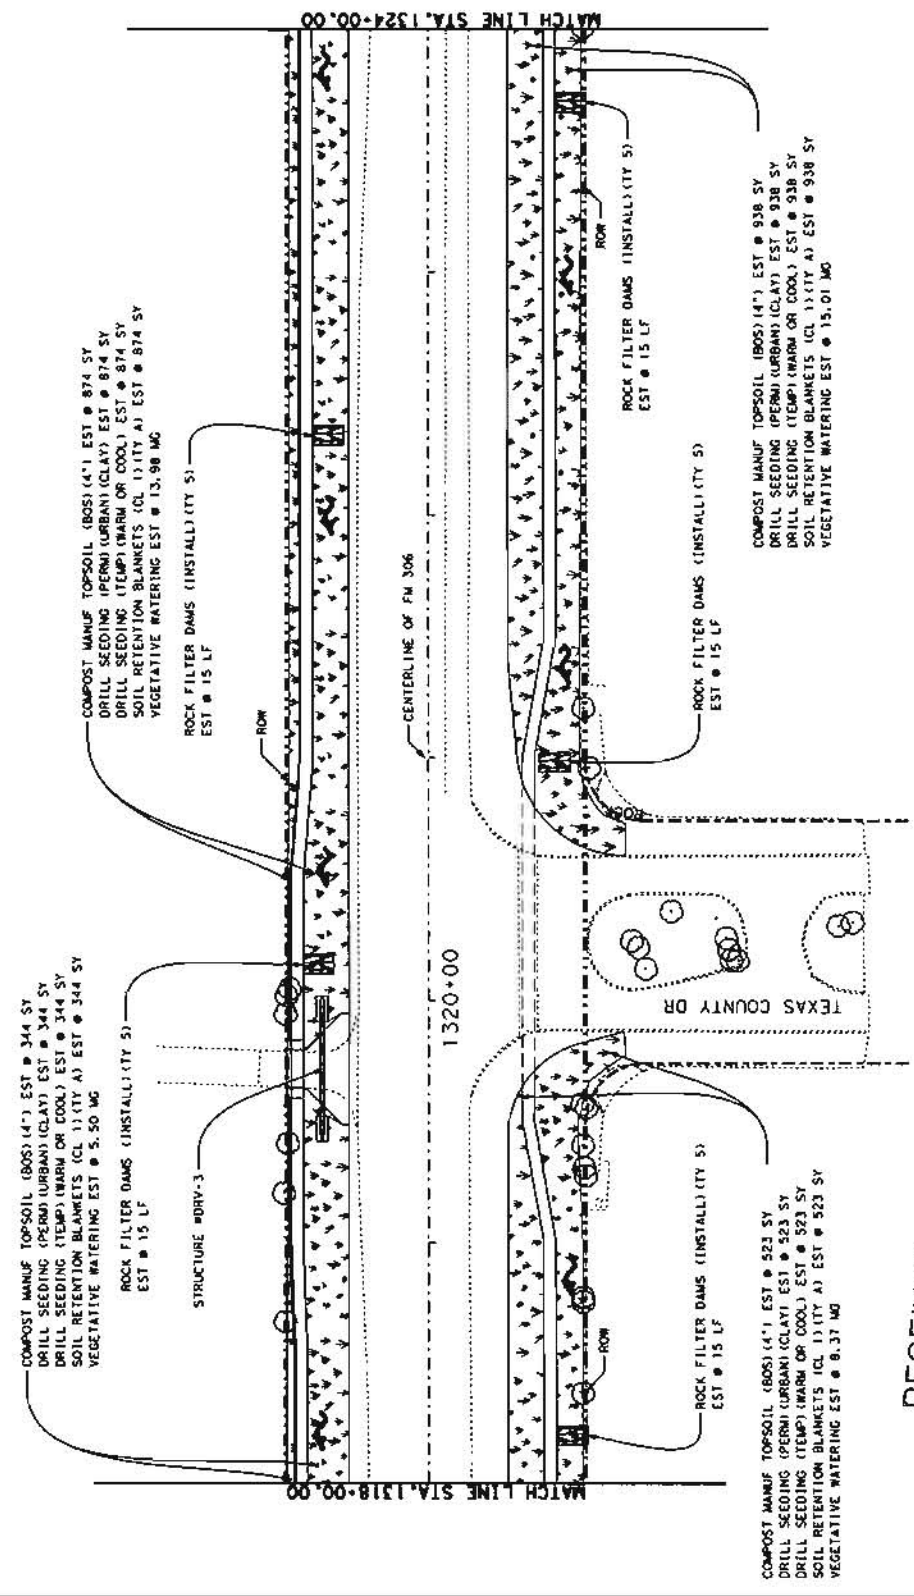 MATCH LINE STA.1324+00.00
COMPOST MANUF TOPSOIL (BOS)(4") EST @ 344 SY
DRILL SEEDING (PERM)(URBAN)(CLAY) EST @ 344 SY
DRILL SEEDING (TEMP)(WARM OR COOL) EST @ 344 SY
SOIL RETENTION BLANKETS (CL 1)(TY A) EST @ 344 SY
VEGETATIVE WATERING EST @ 5.50 MG
ROCK FILTER DAMS (INSTALL)(TY 5)
EST @ 15 LF
STRUCTURE #DRV-3
COMPOST MANUF TOPSOIL (BOS)(4") EST @ 874 SY
DRILL SEEDING (PERM)(URBAN)(CLAY) EST @ 874 SY
DRILL SEEDING (TEMP)(WARM OR COOL) EST @ 874 SY
SOIL RETENTION BLANKETS (CL 1)(TY A) EST @ 874 SY
VEGETATIVE WATERING EST @ 13.98 MG
ROCK FILTER DAMS (INSTALL)(TY 5)
EST @ 15 LF
ROW
CENTERLINE OF FM 306
1320+00
MATCH LINE STA.1318+00.00
ROW
ROW
ROCK FILTER DAMS (INSTALL)(TY 5)
EST @ 15 LF
ROW
TEXAS COUNTY DR
ROCK FILTER DAMS (INSTALL)(TY 5)
EST @ 15 LF
ROCK FILTER DAMS (INSTALL)(TY 5)
EST @ 15 LF
COMPOST MANUF TOPSOIL (BOS)(4") EST @ 523 SY
DRILL SEEDING (PERM)(URBAN)(CLAY) EST @ 523 SY
DRILL SEEDING (TEMP)(WARM OR COOL) EST @ 523 SY
SOIL RETENTION BLANKETS (CL 1)(TY A) EST @ 523 SY
VEGETATIVE WATERING EST @ 8.37 MG
COMPOST MANUF TOPSOIL (BOS)(4") EST @ 938 SY
DRILL SEEDING (PERM)(URBAN)(CLAY) EST @ 938 SY
DRILL SEEDING (TEMP)(WARM OR COOL) EST @ 938 SY
SOIL RETENTION BLANKETS (CL 1)(TY A) EST @ 938 SY
VEGETATIVE WATERING EST @ 15.01 MG